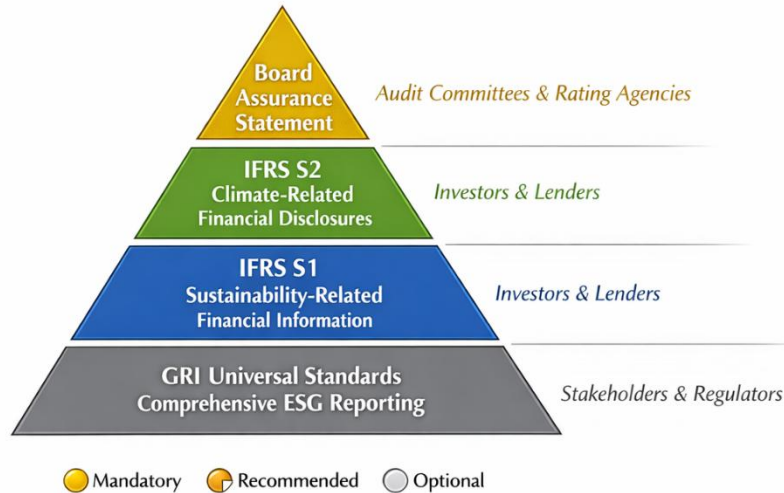 Board
Assurance
Statement
Audit Committees & Rating Agencies
IFRS S2
Climate-Related
Financial Disclosures
Investors & Lenders
IFRS S1
Sustainability-Related
Financial Information
Investors & Lenders
GRI Universal Standards
Comprehensive ESG Reporting
Stakeholders & Regulators
Mandatory Recommended Optional